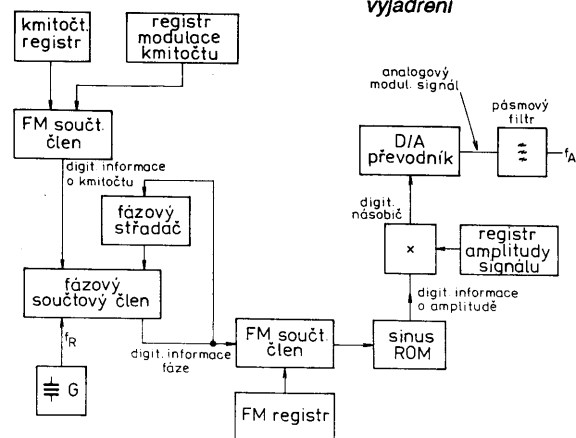 vyjádření
kmitočt.
registr
registr
modulace
kmitočtu
FM součt.
člen
digit. informace
o kmitočtu
fázový
střadač
fázový
součtový člen
fR
G
digit. informace
fáze
FM součt.
člen
FM registr
sinus
ROM
digit. informace
o amplitudě
×
digit.
násobič
registr
amplitudy
signálu
D/A
převodník
analogový
modul. signál
pásmový
filtr
fA